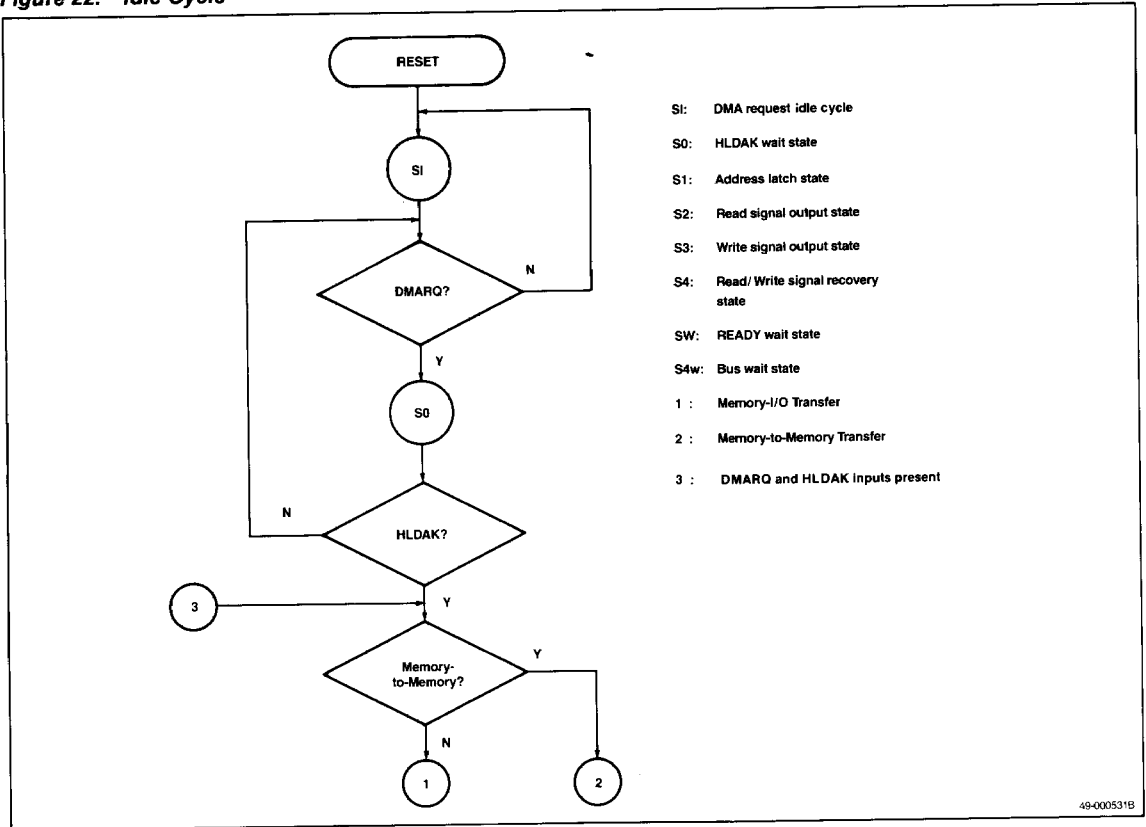 Figure 22. Idle Cycle
RESET
SI
DMARQ?
N
Y
S0
HLDAK?
N
Y
3
Memory-
to-Memory?
Y
N
1
2
SI: DMA request idle cycle
S0: HLDAK wait state
S1: Address latch state
S2: Read signal output state
S3: Write signal output state
S4: Read/Write signal recovery
state
SW: READY wait state
S4w: Bus wait state
1 : Memory-I/O Transfer
2 : Memory-to-Memory Transfer
3 : DMARQ and HLDAK Inputs present
49-000531B